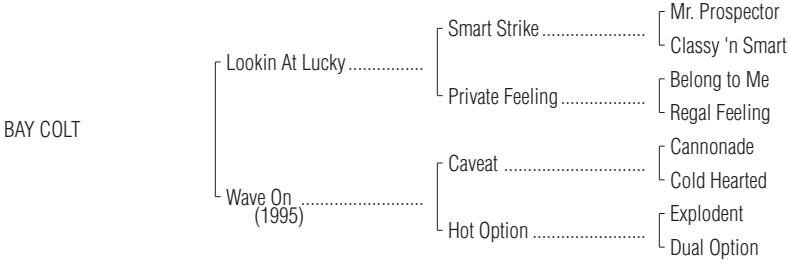 Mr. Prospector
Smart Strike ......................
Classy 'n Smart
Lookin At Lucky ................
Belong to Me
Private Feeling ..................
Regal Feeling
BAY COLT
Cannonade
Caveat ..............................
Cold Hearted
Wave On ..........................
(1995)
Explodent
Hot Option ........................
Dual Option